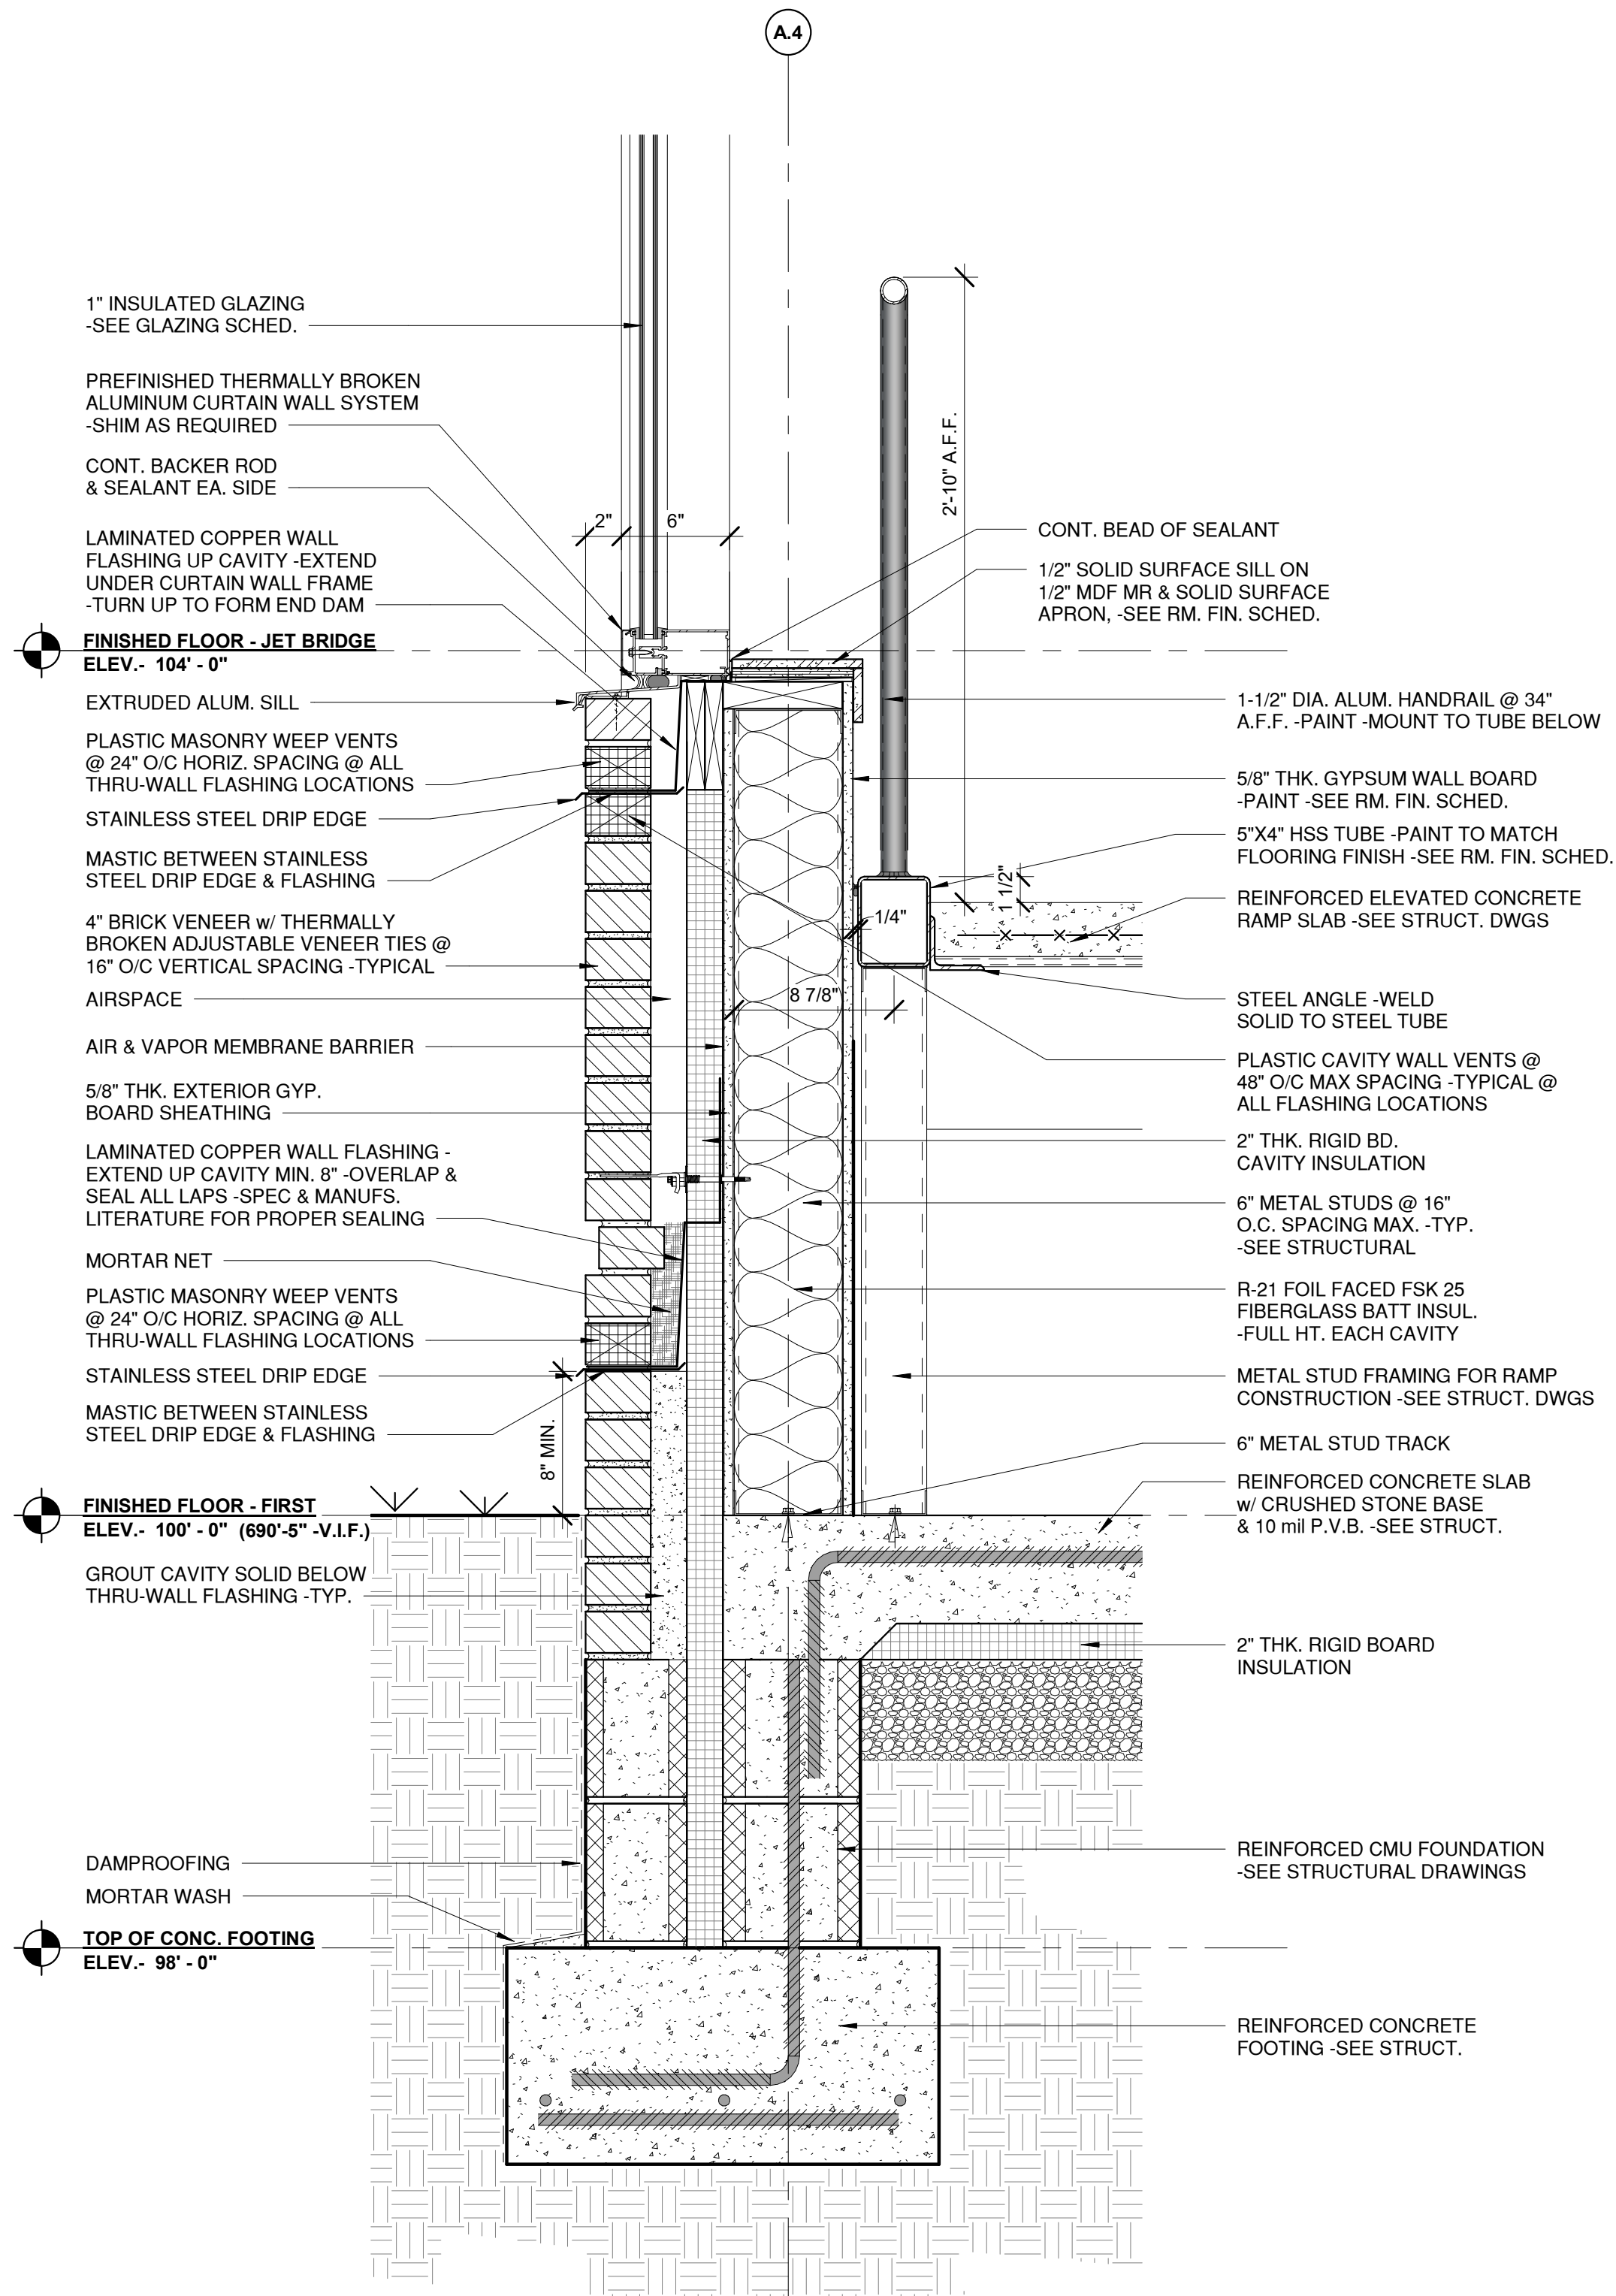 A.4
1" INSULATED GLAZING
-SEE GLAZING SCHED.
PREFINISHED THERMALLY BROKEN
ALUMINUM CURTAIN WALL SYSTEM
-SHIM AS REQUIRED
CONT. BACKER ROD
& SEALANT EA. SIDE
LAMINATED COPPER WALL
FLASHING UP CAVITY -EXTEND
UNDER CURTAIN WALL FRAME
-TURN UP TO FORM END DAM
FINISHED FLOOR - JET BRIDGE
ELEV.- 104' - 0"
EXTRUDED ALUM. SILL
PLASTIC MASONRY WEEP VENTS
@ 24" O/C HORIZ. SPACING @ ALL
THRU-WALL FLASHING LOCATIONS
STAINLESS STEEL DRIP EDGE
MASTIC BETWEEN STAINLESS
STEEL DRIP EDGE & FLASHING
4" BRICK VENEER w/ THERMALLY
BROKEN ADJUSTABLE VENEER TIES @
16" O/C VERTICAL SPACING -TYPICAL
AIRSPACE
AIR & VAPOR MEMBRANE BARRIER
5/8" THK. EXTERIOR GYP.
BOARD SHEATHING
LAMINATED COPPER WALL FLASHING -
EXTEND UP CAVITY MIN. 8" -OVERLAP &
SEAL ALL LAPS -SPEC & MANUFS.
LITERATURE FOR PROPER SEALING
MORTAR NET
PLASTIC MASONRY WEEP VENTS
@ 24" O/C HORIZ. SPACING @ ALL
THRU-WALL FLASHING LOCATIONS
STAINLESS STEEL DRIP EDGE
MASTIC BETWEEN STAINLESS
STEEL DRIP EDGE & FLASHING
FINISHED FLOOR - FIRST
ELEV.- 100' - 0" (690'-5" -V.I.F.)
GROUT CAVITY SOLID BELOW
THRU-WALL FLASHING -TYP.
DAMPROOFING
MORTAR WASH
TOP OF CONC. FOOTING
ELEV.- 98' - 0"
2"
6"
2'-10" A.F.F.
1 1/2"
1/4"
8 7/8"
8" MIN.
CONT. BEAD OF SEALANT
1/2" SOLID SURFACE SILL ON
1/2" MDF MR & SOLID SURFACE
APRON, -SEE RM. FIN. SCHED.
1-1/2" DIA. ALUM. HANDRAIL @ 34"
A.F.F. -PAINT -MOUNT TO TUBE BELOW
5/8" THK. GYPSUM WALL BOARD
-PAINT -SEE RM. FIN. SCHED.
5"X4" HSS TUBE -PAINT TO MATCH
FLOORING FINISH -SEE RM. FIN. SCHED.
REINFORCED ELEVATED CONCRETE
RAMP SLAB -SEE STRUCT. DWGS
STEEL ANGLE -WELD
SOLID TO STEEL TUBE
PLASTIC CAVITY WALL VENTS @
48" O/C MAX SPACING -TYPICAL @
ALL FLASHING LOCATIONS
2" THK. RIGID BD.
CAVITY INSULATION
6" METAL STUDS @ 16"
O.C. SPACING MAX. -TYP.
-SEE STRUCTURAL
R-21 FOIL FACED FSK 25
FIBERGLASS BATT INSUL.
-FULL HT. EACH CAVITY
METAL STUD FRAMING FOR RAMP
CONSTRUCTION -SEE STRUCT. DWGS
6" METAL STUD TRACK
REINFORCED CONCRETE SLAB
w/ CRUSHED STONE BASE
& 10 mil P.V.B. -SEE STRUCT.
2" THK. RIGID BOARD
INSULATION
REINFORCED CMU FOUNDATION
-SEE STRUCTURAL DRAWINGS
REINFORCED CONCRETE
FOOTING -SEE STRUCT.